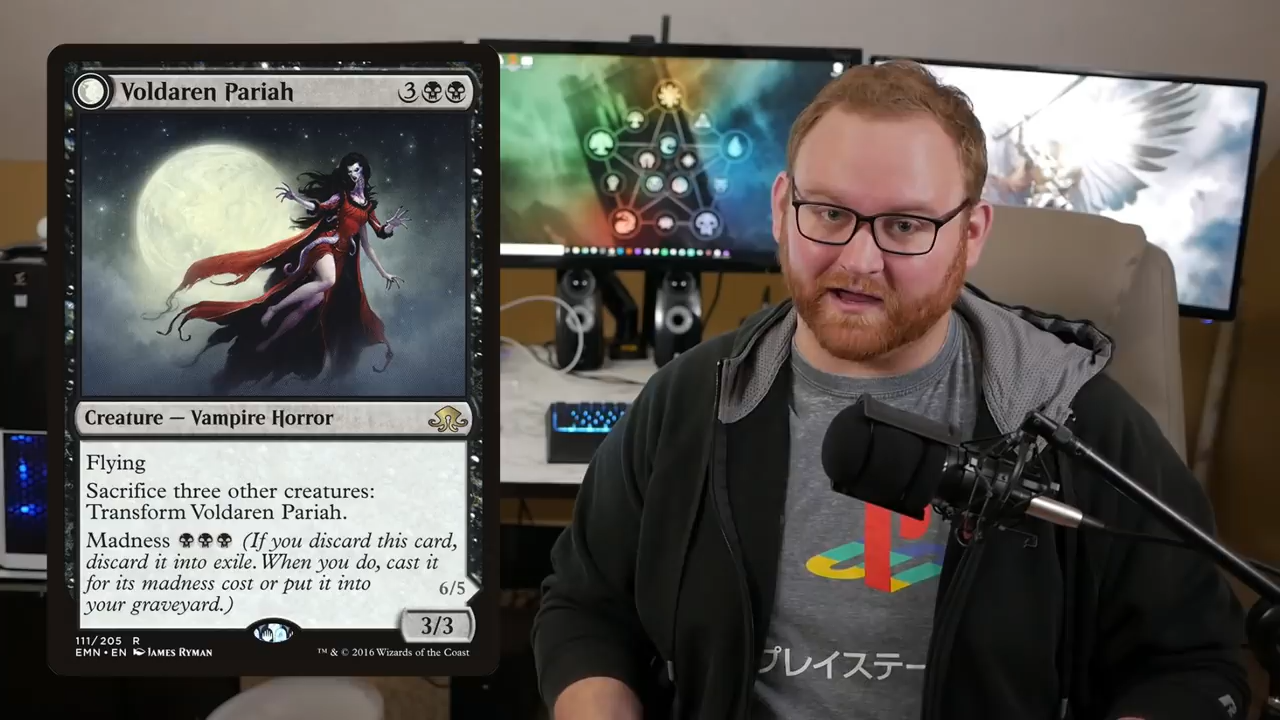 Voldaren Pariah 3
Creature — Vampire Horror
Flying
Sacrifice three other creatures:
Transform Voldaren Pariah.
Madness (If you discard this card,
discard it into exile. When you do, cast it
for its madness cost or put it into
your graveyard.)
6/5
3/3
111/205 R
EMN • EN JAMES RYMAN
™ & © 2016 Wizards of the Coast
プレイステー